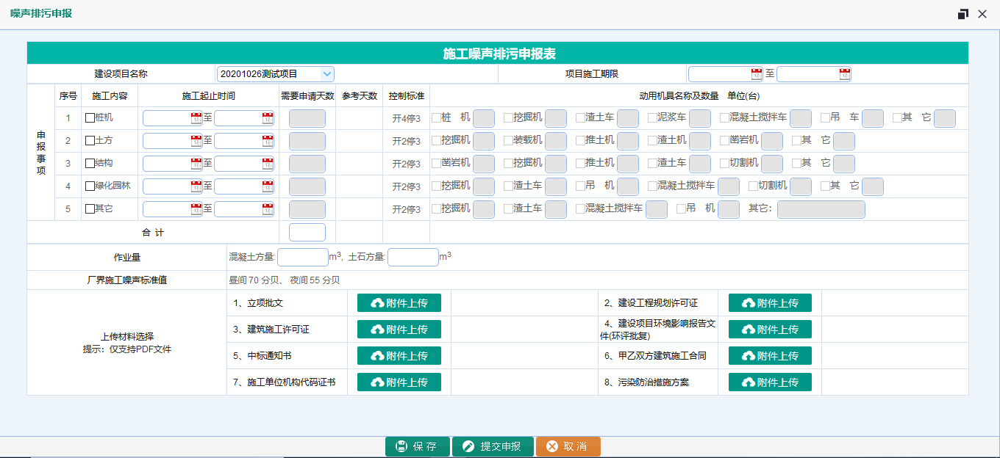 噪声排污申报
施工噪声排污申报表
建设项目名称 20201026测试项目 项目施工期限 至
序号 施工内容 施工起止时间 需要申请天数 参考天数 控制标准 动用机具名称及数量 单位(台)
申报事项
1 桩机 至 开4停3 桩 机 挖掘机 渣土车 泥浆车 混凝土搅拌车 吊 车 其 它
2 土方 至 开2停3 挖掘机 装载机 推土机 渣土机 凿岩机 其 它
3 结构 至 开2停3 凿岩机 挖掘机 推土机 渣土车 切割机 其 它
4 绿化园林 至 开2停3 挖掘机 渣土车 吊 机 混凝土搅拌车 切割机 其 它
5 其它 至 开2停3 挖掘机 渣土车 混凝土搅拌车 吊 机 其它:
合 计
作业量 混凝土方量: m³, 土石方量: m³
厂界施工噪声标准值 昼间 70 分贝、 夜间 55 分贝
上传材料选择
提示：仅支持PDF文件
1、立项批文 附件上传 2、建设工程规划许可证 附件上传
3、建筑施工许可证 附件上传 4、建设项目环境影响报告文
件(环评批复) 附件上传
5、中标通知书 附件上传 6、甲乙双方建筑施工合同 附件上传
7、施工单位机构代码证书 附件上传 8、污染防治措施方案 附件上传
保 存 提交申报 取 消